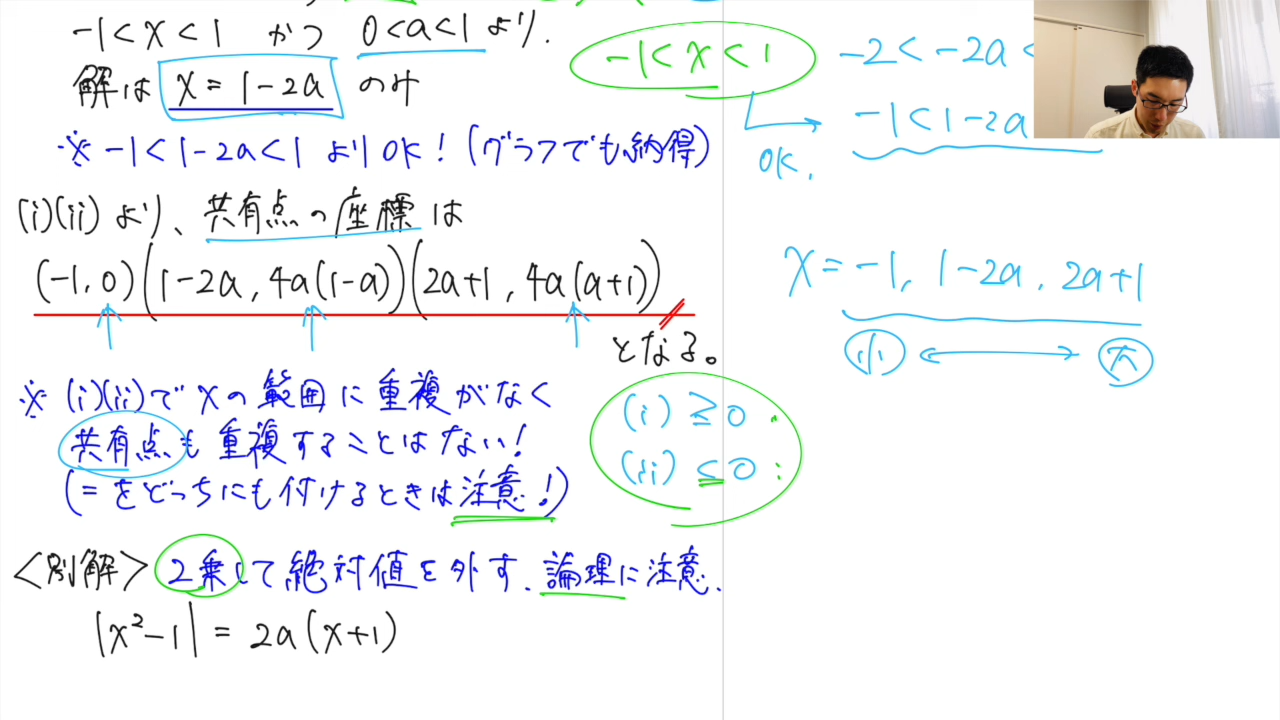 -1<x<1 かつ 0<a<1 より.
解は x=1-2a のみ
※ -1<1-2a<1 より OK!(グラフでも納得)
(i)(ii) より、共有点の座標は
(-1, 0)(1-2a, 4a(1-a))(2a+1, 4a(a+1))
となる。
※ (i)(ii)で xの範囲に重複がなく
共有点も重複することはない!
(=をどっちにも付けるときは注意!)
<別解> 2乗して絶対値を外す. 論理に注意.
|x²-1| = 2a(x+1)
-1<x<1
-2<-2a<
-1<1-2a
OK.
x=-1, 1-2a, 2a+1
小 ↔ 大
(i) ≧0
(ii) ≦0 :